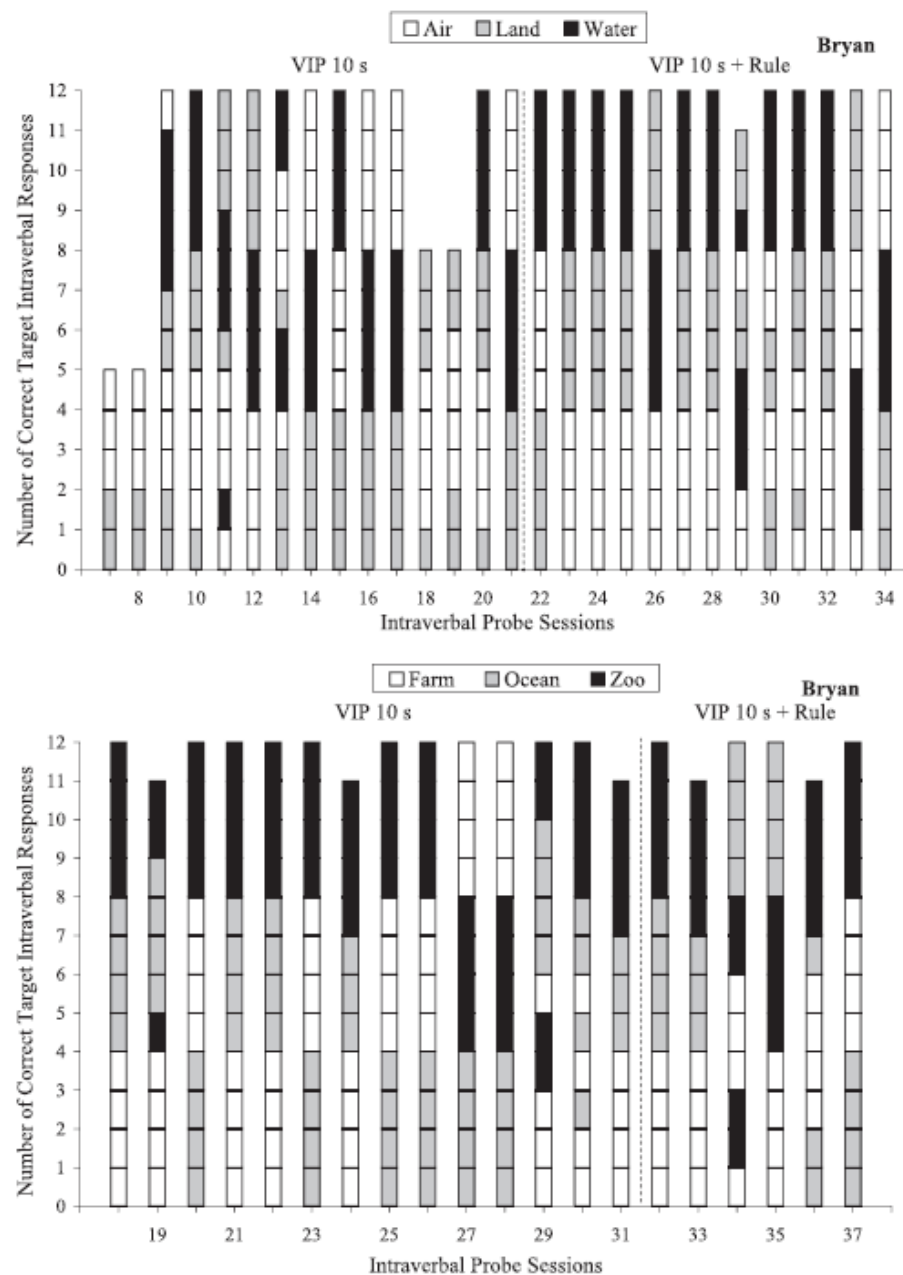 Air Land Water
Bryan
VIP 10 s VIP 10 s + Rule
Number of Correct Target Intraverbal Responses
12
11
10
9
8
7
6
5
4
3
2
1
0
8 10 12 14 16 18 20 22 24 26 28 30 32 34
Intraverbal Probe Sessions
Farm Ocean Zoo
Bryan
VIP 10 s VIP 10 s + Rule
Number of Correct Target Intraverbal Responses
12
11
10
9
8
7
6
5
4
3
2
1
0
19 21 23 25 27 29 31 33 35 37
Intraverbal Probe Sessions